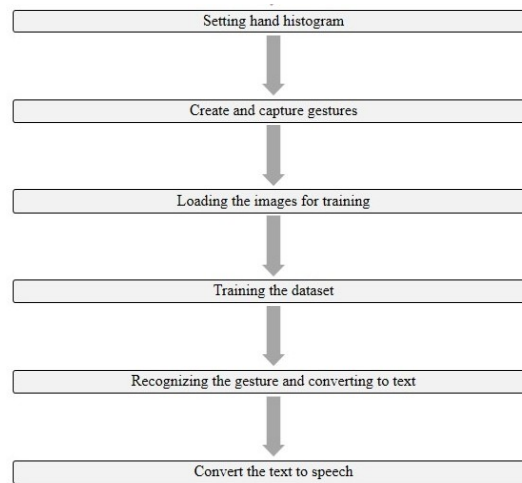 Setting hand histogram
Create and capture gestures
Loading the images for training
Training the dataset
Recognizing the gesture and converting to text
Convert the text to speech